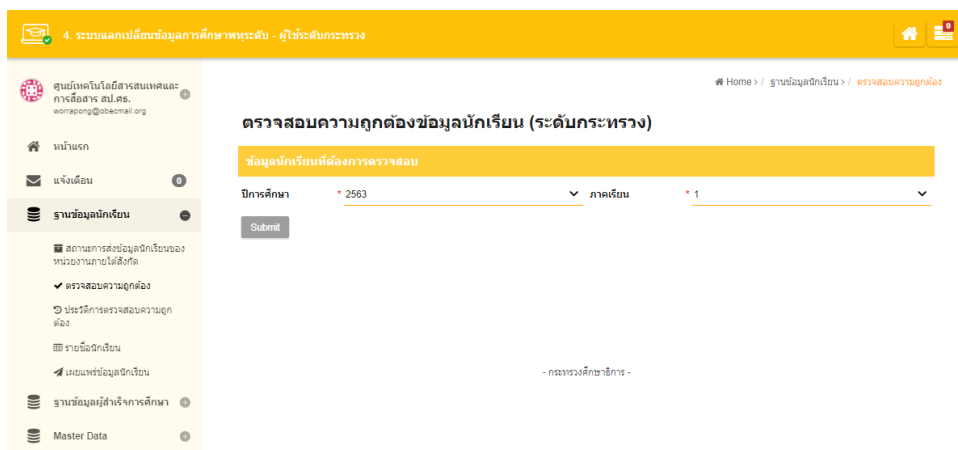 4. ระบบแลกเปลี่ยนข้อมูลการศึกษาพหุระดับ - ผู้ใช้ระดับกระทรวง
0
ศูนย์เทคโนโลยีสารสนเทศและ
การสื่อสาร สป.ศธ.
worrapong@obecmail.org
หน้าแรก
แจ้งเตือน 0
ฐานข้อมูลนักเรียน
สถานะการส่งข้อมูลนักเรียนของ
หน่วยงานภายใต้สังกัด
ตรวจสอบความถูกต้อง
ประวัติการตรวจสอบความถูก
ต้อง
รายชื่อนักเรียน
เผยแพร่ข้อมูลนักเรียน
ฐานข้อมูลผู้สำเร็จการศึกษา
Master Data
Home > / ฐานข้อมูลนักเรียน > / ตรวจสอบความถูกต้อง
ตรวจสอบความถูกต้องข้อมูลนักเรียน (ระดับกระทรวง)
ข้อมูลนักเรียนที่ต้องการตรวจสอบ
ปีการศึกษา * 2563 ภาคเรียน * 1
Submit
- กระทรวงศึกษาธิการ -